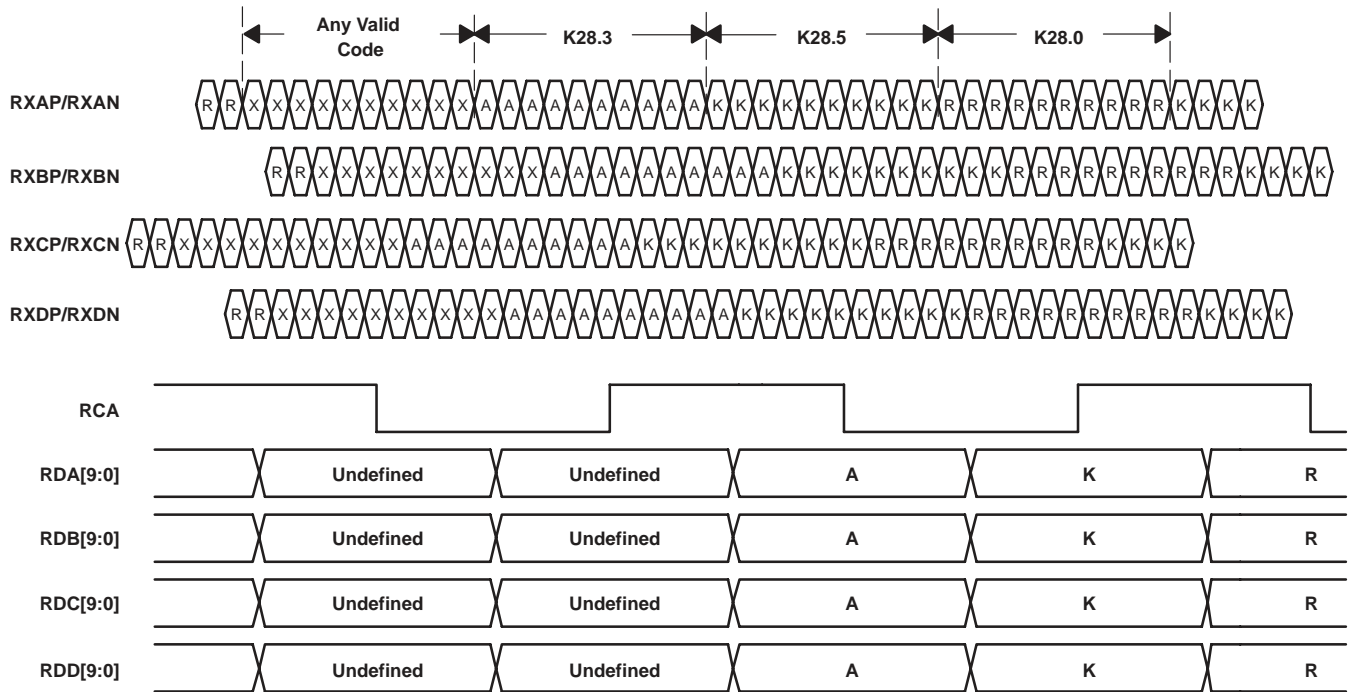 Any Valid Code K28.3 K28.5 K28.0
RXAP/RXAN R R X X X X X X X X X X A A A A A A A A A A K K K K K K K K K K R R R R R R R R R R K K K K
RXBP/RXBN R R X X X X X X X X X X A A A A A A A A A A K K K K K K K K K K R R R R R R R R R R K K K K
RXCP/RXCN R R X X X X X X X X X X A A A A A A A A A A K K K K K K K K K K R R R R R R R R R R K K K K
RXDP/RXDN R R X X X X X X X X X X A A A A A A A A A A K K K K K K K K K K R R R R R R R R R R K K K K
RCA
RDA[9:0] Undefined Undefined A K R
RDB[9:0] Undefined Undefined A K R
RDC[9:0] Undefined Undefined A K R
RDD[9:0] Undefined Undefined A K R